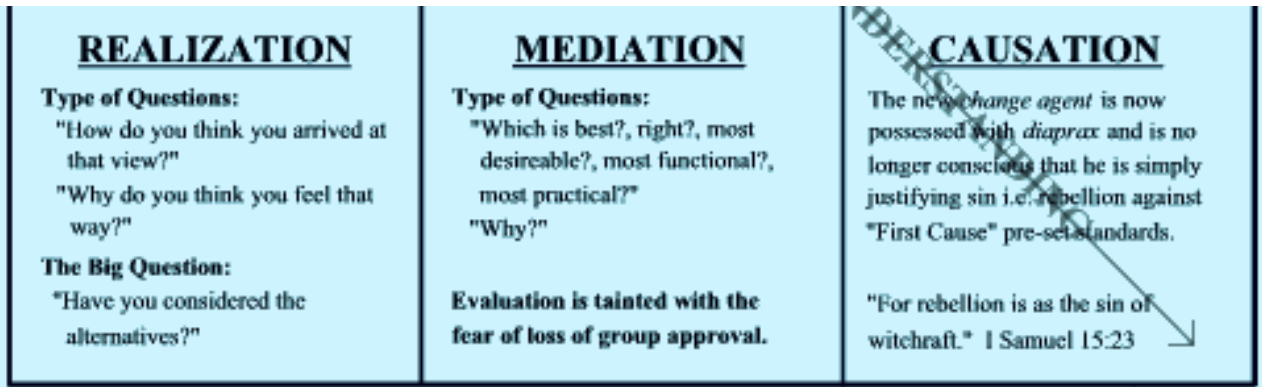 REALIZATION
Type of Questions:
"How do you think you arrived at
that view?"
"Why do you think you feel that
way?"
The Big Question:
"Have you considered the
alternatives?"
MEDIATION
Type of Questions:
"Which is best?, right?, most
desireable?, most functional?,
most practical?"
"Why?"
Evaluation is tainted with the
fear of loss of group approval.
CAUSATION
The new change agent is now
possessed with diaprax and is no
longer conscious that he is simply
justifying sin i.e. rebellion against
"First Cause" pre-set standards.
"For rebellion is as the sin of
witchraft." I Samuel 15:23
DERSTANDING